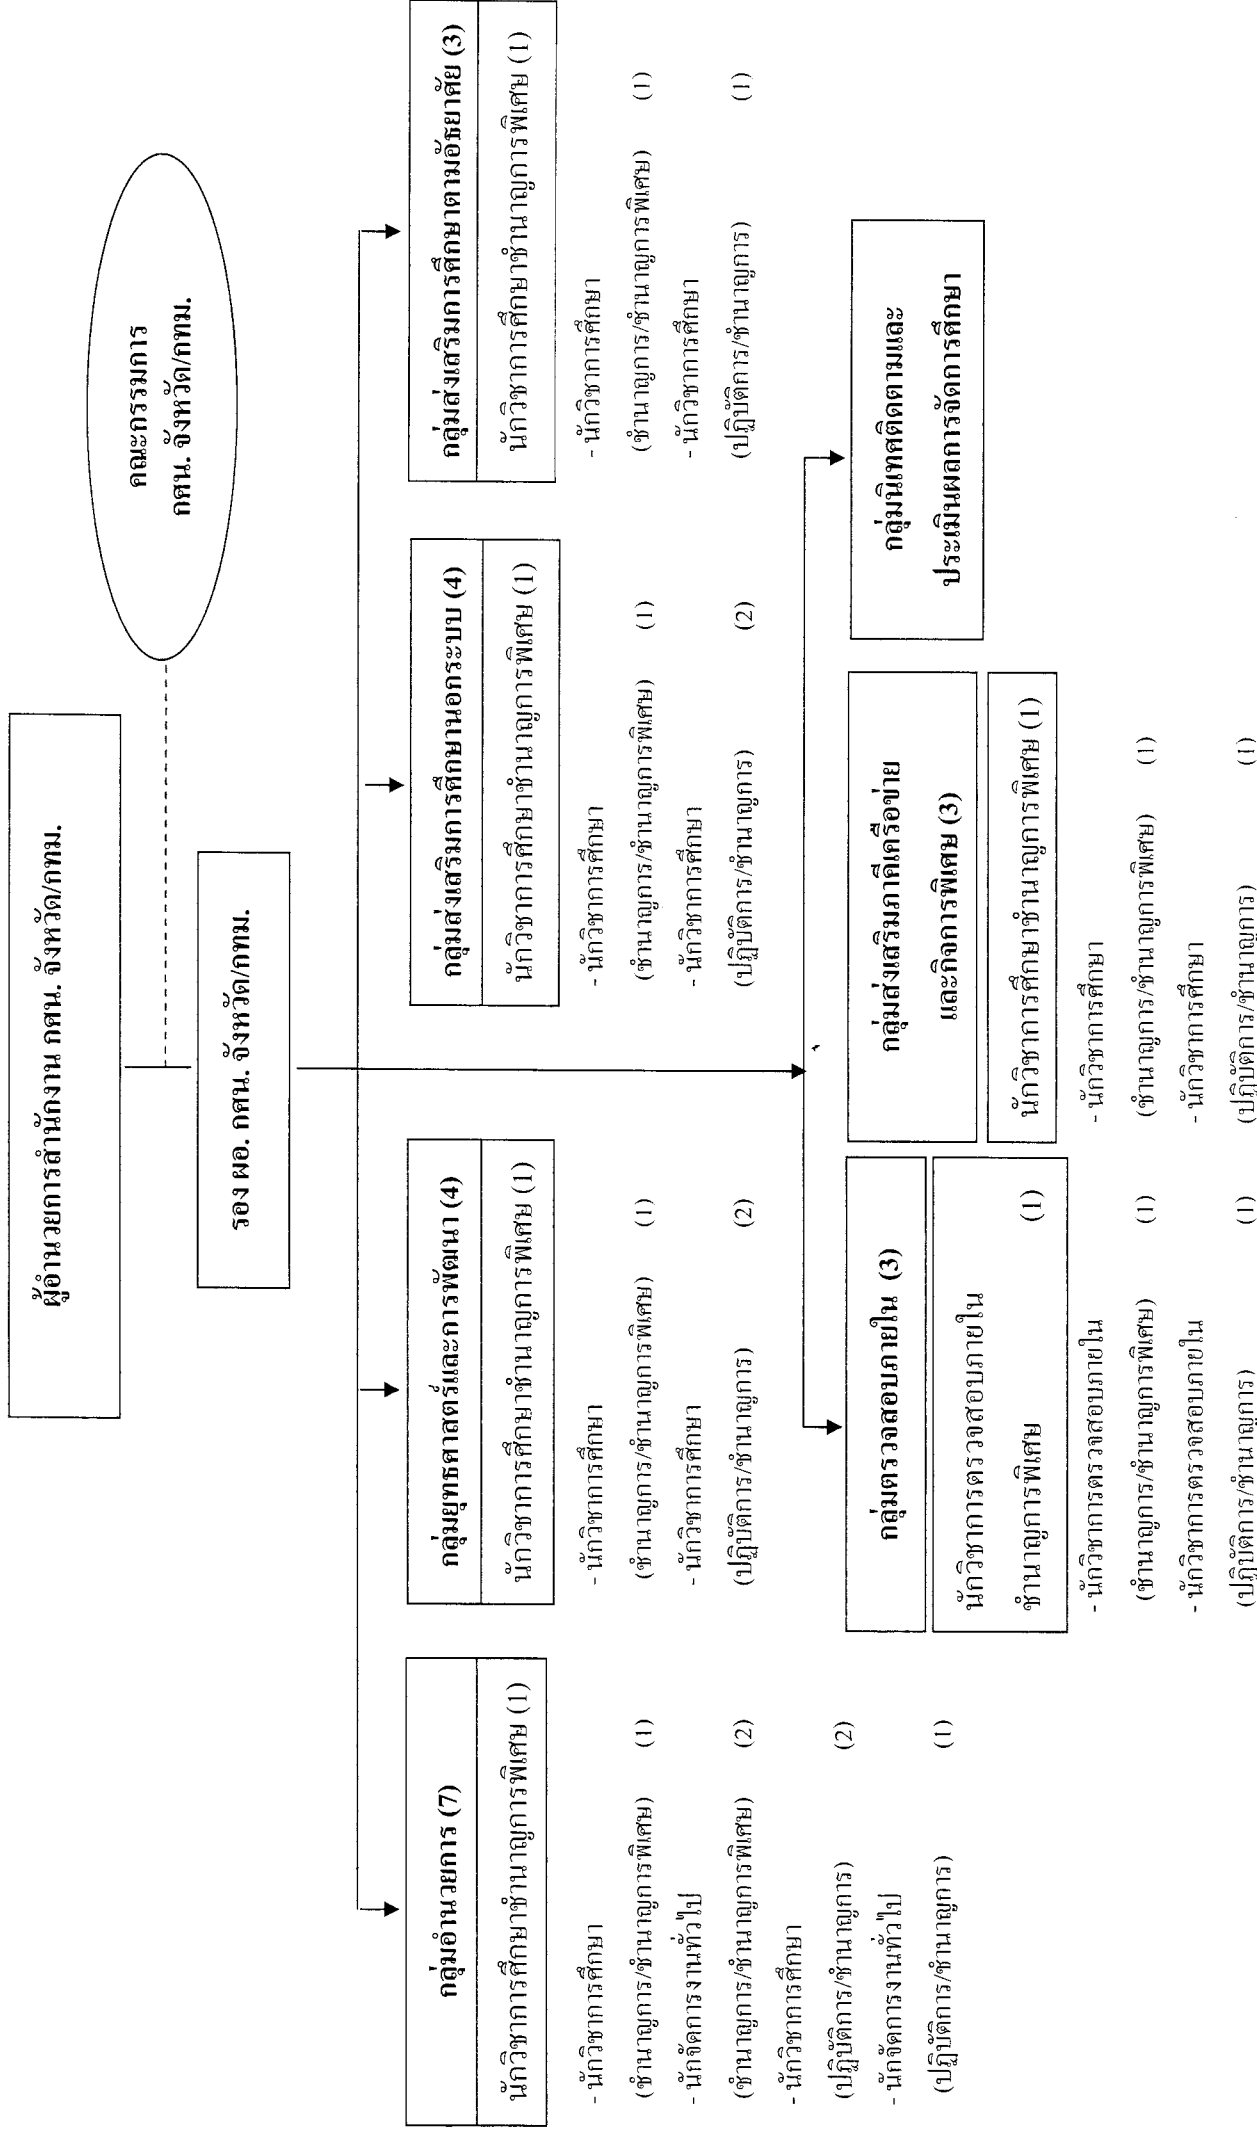 ผู้อำนวยการสำนักงาน กศน. จังหวัด/กทม.
คณะกรรมการ
กศน. จังหวัด/กทม.
รอง ผอ. กศน. จังหวัด/กทม.
กลุ่มอำนวยการ (7)
นักวิชาการศึกษาชำนาญการพิเศษ (1)
- นักวิชาการศึกษา
(ชำนาญการ/ชำนาญการพิเศษ) (1)
- นักจัดการงานทั่วไป
(ชำนาญการ/ชำนาญการพิเศษ) (2)
- นักวิชาการศึกษา
(ปฏิบัติการ/ชำนาญการ) (2)
- นักจัดการงานทั่วไป
(ปฏิบัติการ/ชำนาญการ) (1)
กลุ่มยุทธศาสตร์และการพัฒนา (4)
นักวิชาการศึกษาชำนาญการพิเศษ (1)
- นักวิชาการศึกษา
(ชำนาญการ/ชำนาญการพิเศษ) (1)
- นักวิชาการศึกษา
(ปฏิบัติการ/ชำนาญการ) (2)
กลุ่มส่งเสริมการศึกษานอกระบบ (4)
นักวิชาการศึกษาชำนาญการพิเศษ (1)
- นักวิชาการศึกษา
(ชำนาญการ/ชำนาญการพิเศษ) (1)
- นักวิชาการศึกษา
(ปฏิบัติการ/ชำนาญการ) (2)
กลุ่มส่งเสริมการศึกษาตามอัธยาศัย (3)
นักวิชาการศึกษาชำนาญการพิเศษ (1)
- นักวิชาการศึกษา
(ชำนาญการ/ชำนาญการพิเศษ) (1)
- นักวิชาการศึกษา
(ปฏิบัติการ/ชำนาญการ) (1)
กลุ่มตรวจสอบภายใน (3)
นักวิชาการตรวจสอบภายใน
ชำนาญการพิเศษ (1)
- นักวิชาการตรวจสอบภายใน
(ชำนาญการ/ชำนาญการพิเศษ) (1)
- นักวิชาการตรวจสอบภายใน
(ปฏิบัติการ/ชำนาญการ) (1)
กลุ่มส่งเสริมภาคีเครือข่าย
และกิจการพิเศษ (3)
นักวิชาการศึกษาชำนาญการพิเศษ (1)
- นักวิชาการศึกษา
(ชำนาญการ/ชำนาญการพิเศษ) (1)
- นักวิชาการศึกษา
(ปฏิบัติการ/ชำนาญการ) (1)
กลุ่มนิเทศติดตามและ
ประเมินผลการจัดการศึกษา